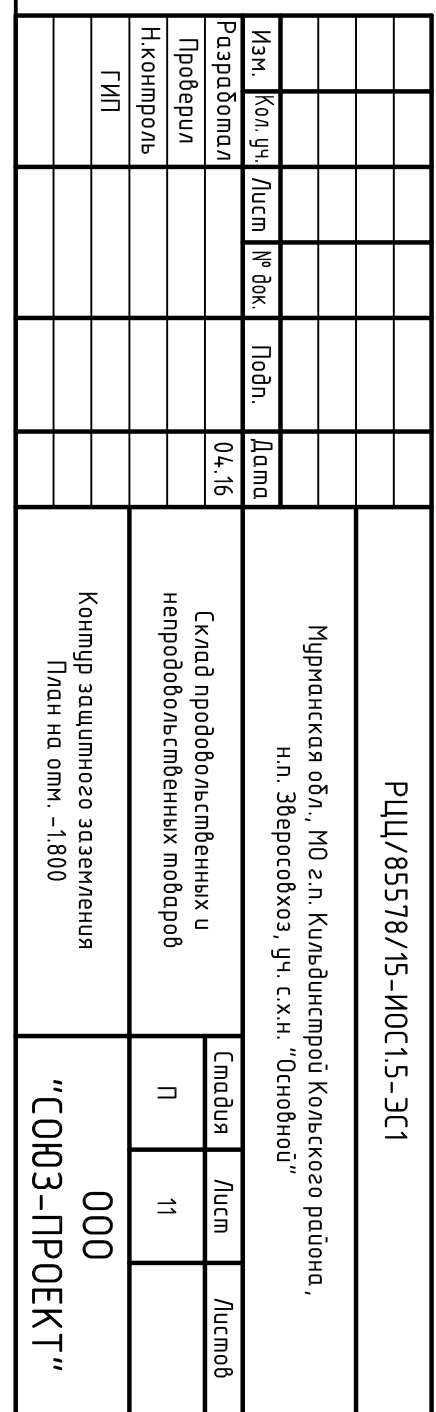 РЦЦ/85578/15-ИОС1.5-ЭС1
Мурманская обл., МО г.п. Кильдинстрой Кольского района,
н.п. Зверосовхоз, уч. с.х.н. "Основной"
Изм. Кол. уч. Лист № док. Подп. Дата
Разработал 04.16
Проверил
Н.контроль
ГИП
Склад продовольственных и
непродовольственных товаров
Стадия Лист Листов
П 11
Контур защитного заземления
План на отм. -1.800
ООО
"СОЮЗ-ПРОЕКТ"